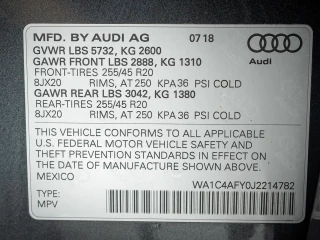 MFD. BY AUDI AG 07 18
GVWR LBS 5732, KG 2600
GAWR FRONT LBS 2888, KG 1310
FRONT-TIRES 255/45 R20
8JX20 RIMS, AT 250 KPA36 PSI COLD
GAWR REAR LBS 3042, KG 1380
REAR-TIRES 255/45 R20
8JX20 RIMS, AT 250 KPA 36 PSI COLD
Audi
THIS VEHICLE CONFORMS TO ALL APPLICABLE
U.S. FEDERAL MOTOR VEHICLE SAFETY AND
THEFT PREVENTION STANDARDS IN EFFECT ON THE
DATE OF MANUFACTURE SHOWN ABOVE.
MEXICO
WA1C4AFY0J2214782
TYPE:
MPV